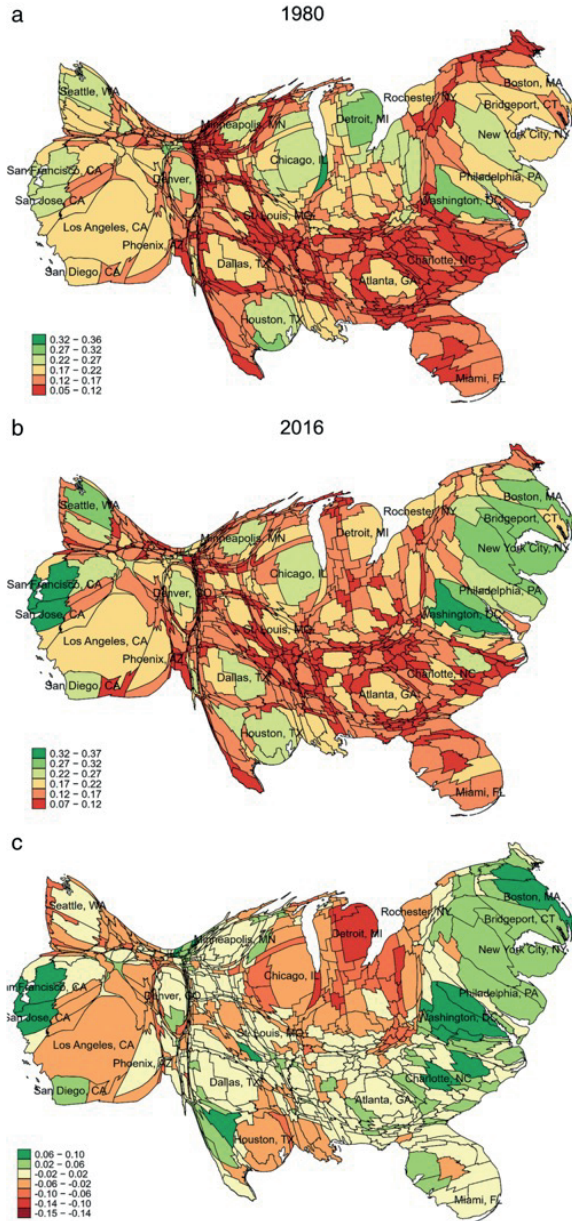 a
1980
Seattle, WA
Minneapolis, MN
Rochester, NY
Boston, MA
Bridgeport, CT
Detroit, MI
New York City, NY
Chicago, IL
San Francisco, CA
Denver, CO
Philadelphia, PA
San Jose, CA
Washington, DC
Los Angeles, CA
St. Louis, MO
Phoenix, AZ
Charlotte, NC
San Diego, CA
Dallas, TX
Atlanta, GA
Houston, TX
Miami, FL
0.32 – 0.36
0.27 – 0.32
0.22 – 0.27
0.17 – 0.22
0.12 – 0.17
0.05 – 0.12
b
2016
Seattle, WA
Boston, MA
Rochester, NY
Bridgeport, CT
Minneapolis, MN
Detroit, MI
New York City, NY
Chicago, IL
San Francisco, CA
Denver, CO
Philadelphia, PA
San Jose, CA
Washington, DC
Los Angeles, CA
St. Louis, MO
Phoenix, AZ
Charlotte, NC
San Diego, CA
Dallas, TX
Atlanta, GA
Houston, TX
Miami, FL
0.32 – 0.37
0.27 – 0.32
0.22 – 0.27
0.17 – 0.22
0.12 – 0.17
0.07 – 0.12
c
Seattle, WA
Boston, MA
Rochester, NY
Bridgeport, CT
Minneapolis, MN
Detroit, MI
New York City, NY
Chicago, IL
an Francisco, CA
Denver, CO
Philadelphia, PA
San Jose, CA
Washington, DC
Los Angeles, CA
St. Louis, MO
Phoenix, AZ
Charlotte, NC
San Diego, CA
Dallas, TX
Atlanta, GA
Houston, TX
Miami, FL
0.06 – 0.10
0.02 – 0.06
-0.02 – 0.02
-0.06 – -0.02
-0.10 – -0.06
-0.14 – -0.10
-0.15 – -0.14